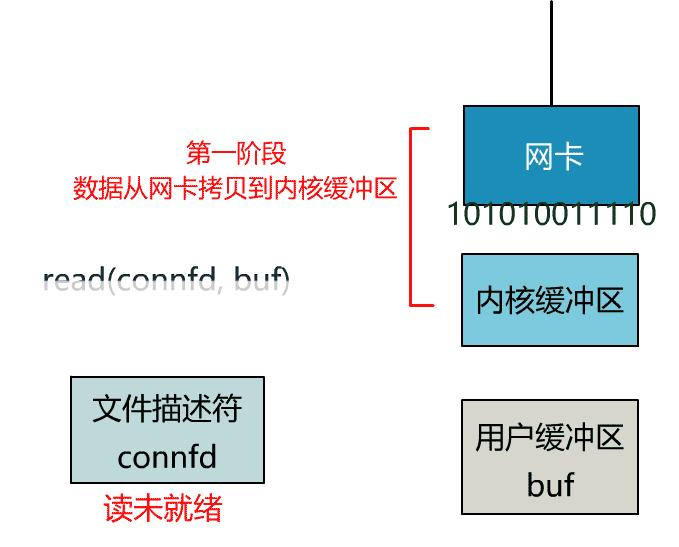 第一阶段
数据从网卡拷贝到内核缓冲区
网卡
101010011110
read(connfd, buf)
内核缓冲区
文件描述符
connfd
读未就绪
用户缓冲区
buf